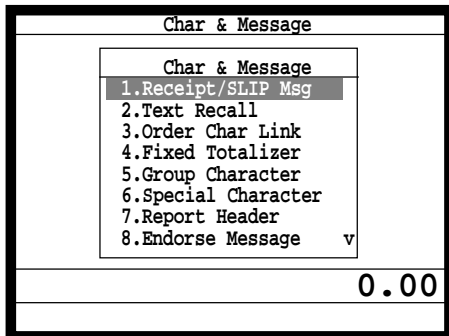 Char & Message
Char & Message
1.Receipt/SLIP Msg
2.Text Recall
3.Order Char Link
4.Fixed Totalizer
5.Group Character
6.Special Character
7.Report Header
8.Endorse Message v
0.00